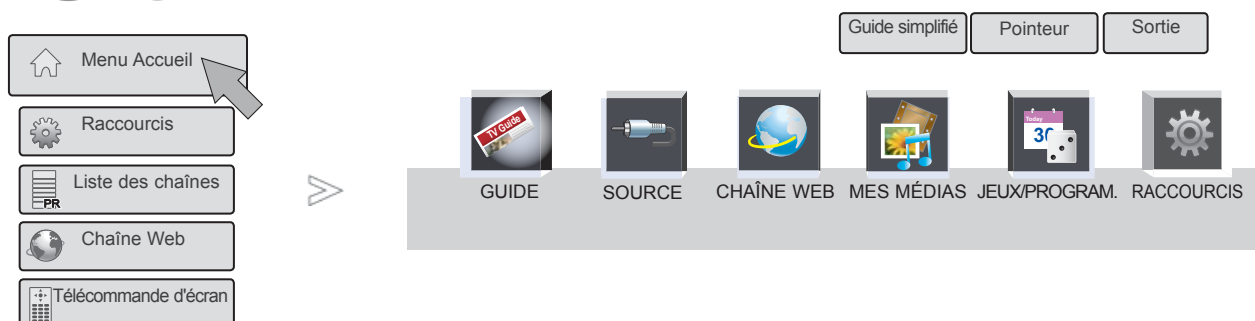 Menu Accueil
Raccourcis
Liste des chaînes
PR
Chaîne Web
Télécommande d'écran
Guide simplifié
Pointeur
Sortie
TV Guide
Today
30
GUIDE
SOURCE
CHAÎNE WEB
MES MÉDIAS
JEUX/PROGRAM.
RACCOURCIS